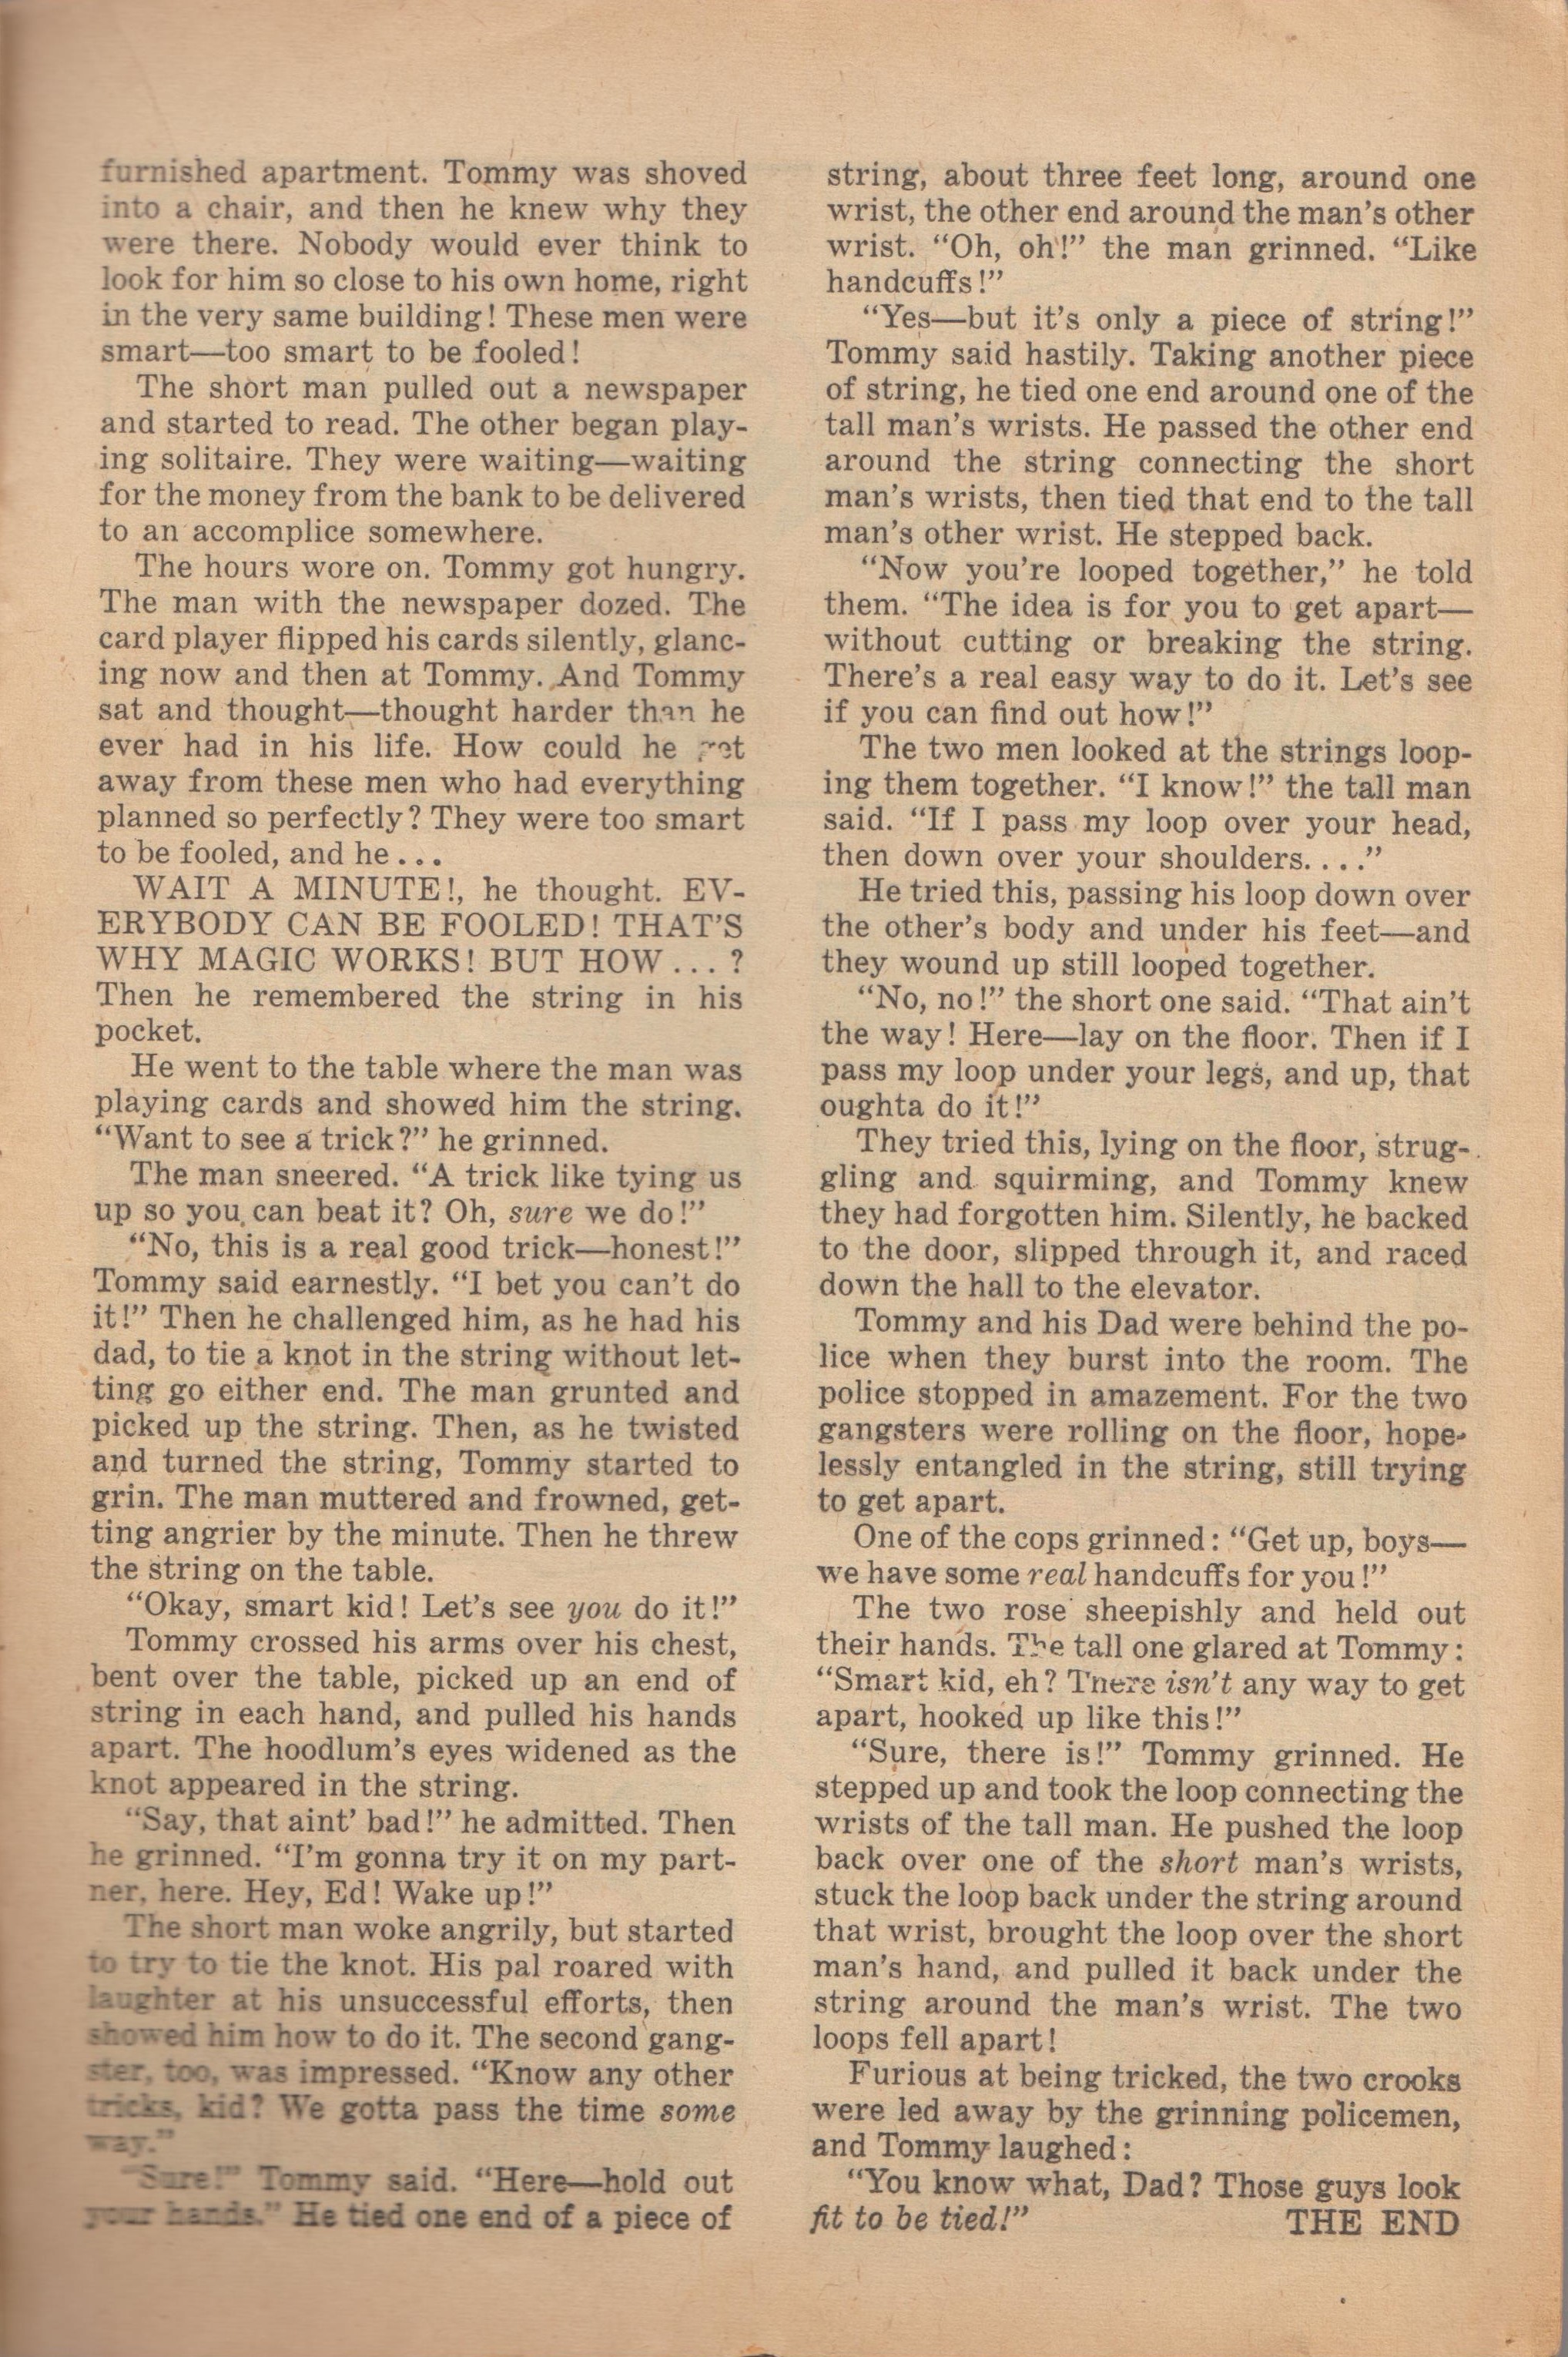 furnished apartment. Tommy was shoved
into a chair, and then he knew why they
were there. Nobody would ever think to
look for him so close to his own home, right
in the very same building! These men were
smart—too smart to be fooled!
The short man pulled out a newspaper
and started to read. The other began play-
ing solitaire. They were waiting—waiting
for the money from the bank to be delivered
to an accomplice somewhere.
The hours wore on. Tommy got hungry.
The man with the newspaper dozed. The
card player flipped his cards silently, glanc-
ing now and then at Tommy. And Tommy
sat and thought—thought harder than he
ever had in his life. How could he get
away from these men who had everything
planned so perfectly? They were too smart
to be fooled, and he...
WAIT A MINUTE!, he thought. EV-
ERYBODY CAN BE FOOLED! THAT'S
WHY MAGIC WORKS! BUT HOW...?
Then he remembered the string in his
pocket.
He went to the table where the man was
playing cards and showed him the string.
“Want to see a trick?” he grinned.
The man sneered. “A trick like tying us
up so you can beat it? Oh, sure we do!”
“No, this is a real good trick—honest!”
Tommy said earnestly. “I bet you can't do
it!” Then he challenged him, as he had his
dad, to tie a knot in the string without let-
ting go either end. The man grunted and
picked up the string. Then, as he twisted
and turned the string, Tommy started to
grin. The man muttered and frowned, get-
ting angrier by the minute. Then he threw
the string on the table.
“Okay, smart kid! Let's see you do it!”
Tommy crossed his arms over his chest,
bent over the table, picked up an end of
string in each hand, and pulled his hands
apart. The hoodlum's eyes widened as the
knot appeared in the string.
“Say, that aint' bad!” he admitted. Then
he grinned. “I'm gonna try it on my part-
ner, here. Hey, Ed! Wake up!”
The short man woke angrily, but started
to try to tie the knot. His pal roared with
laughter at his unsuccessful efforts, then
showed him how to do it. The second gang-
ster, too, was impressed. “Know any other
tricks, kid? We gotta pass the time some
way.”
“Sure!” Tommy said. “Here—hold out
your hands.” He tied one end of a piece of
string, about three feet long, around one
wrist, the other end around the man's other
wrist. “Oh, oh!” the man grinned. “Like
handcuffs!”
“Yes—but it's only a piece of string!”
Tommy said hastily. Taking another piece
of string, he tied one end around one of the
tall man's wrists. He passed the other end
around the string connecting the short
man's wrists, then tied that end to the tall
man's other wrist. He stepped back.
“Now you're looped together,” he told
them. “The idea is for you to get apart—
without cutting or breaking the string.
There's a real easy way to do it. Let's see
if you can find out how!”
The two men looked at the strings loop-
ing them together. “I know!” the tall man
said. “If I pass my loop over your head,
then down over your shoulders....”
He tried this, passing his loop down over
the other's body and under his feet—and
they wound up still looped together.
“No, no!” the short one said. “That ain't
the way! Here—lay on the floor. Then if I
pass my loop under your legs, and up, that
oughta do it!”
They tried this, lying on the floor, strug-
gling and squirming, and Tommy knew
they had forgotten him. Silently, he backed
to the door, slipped through it, and raced
down the hall to the elevator.
Tommy and his Dad were behind the po-
lice when they burst into the room. The
police stopped in amazement. For the two
gangsters were rolling on the floor, hope-
lessly entangled in the string, still trying
to get apart.
One of the cops grinned: “Get up, boys—
we have some real handcuffs for you!”
The two rose sheepishly and held out
their hands. The tall one glared at Tommy:
“Smart kid, eh? There isn't any way to get
apart, hooked up like this!”
“Sure, there is!” Tommy grinned. He
stepped up and took the loop connecting the
wrists of the tall man. He pushed the loop
back over one of the short man's wrists,
stuck the loop back under the string around
that wrist, brought the loop over the short
man's hand, and pulled it back under the
string around the man's wrist. The two
loops fell apart!
Furious at being tricked, the two crooks
were led away by the grinning policemen,
and Tommy laughed:
“You know what, Dad? Those guys look
fit to be tied!” THE END